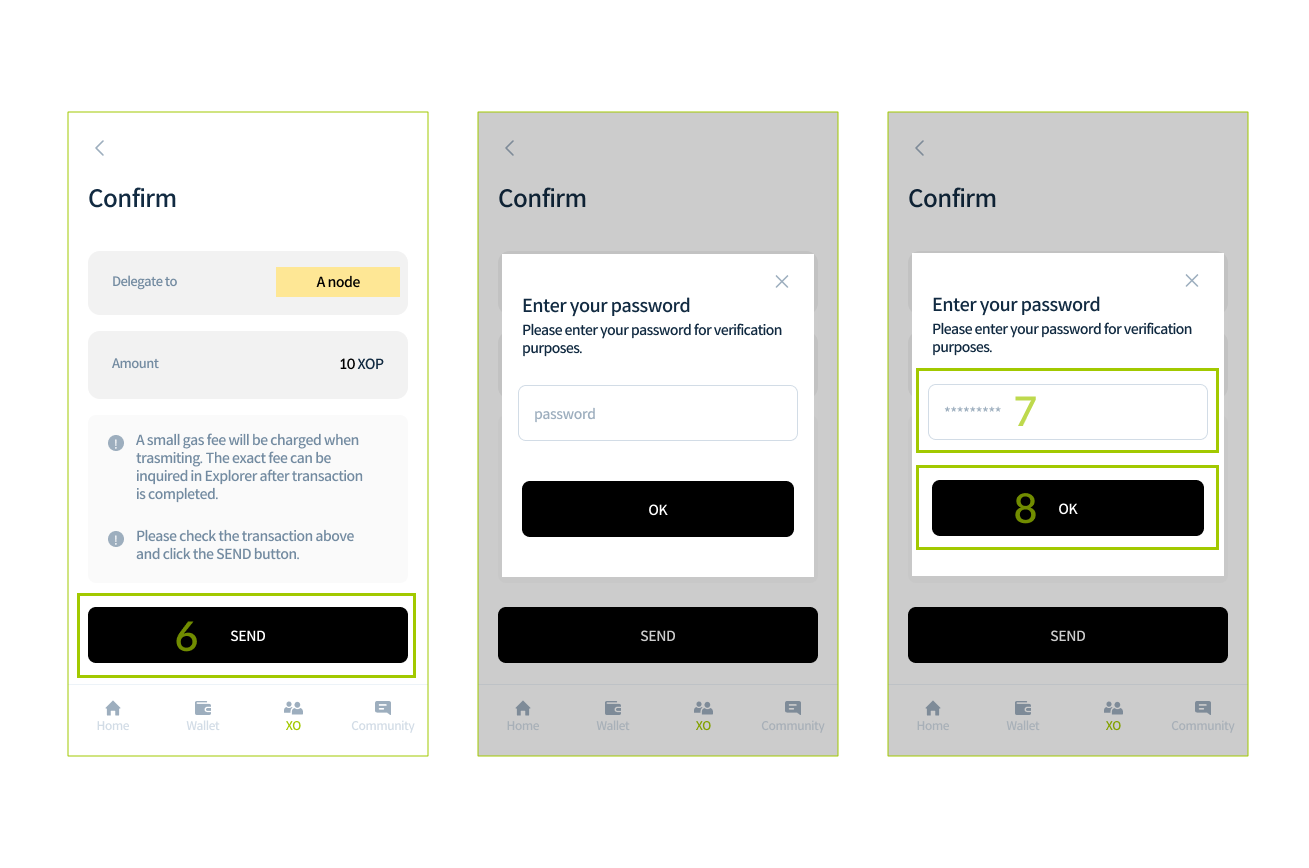 Confirm
Delegate to
A node
Amount
10 XOP
! A small gas fee will be charged when
trasmiting. The exact fee can be
inquired in Explorer after transaction
is completed.
! Please check the transaction above
and click the SEND button.
6 SEND
Home
Wallet
XO
Community
Confirm
Enter your password
Please enter your password for verification
purposes.
password
OK
SEND
Home
Wallet
XO
Community
Confirm
Enter your password
Please enter your password for verification
purposes.
********* 7
8 OK
SEND
Home
Wallet
XO
Community